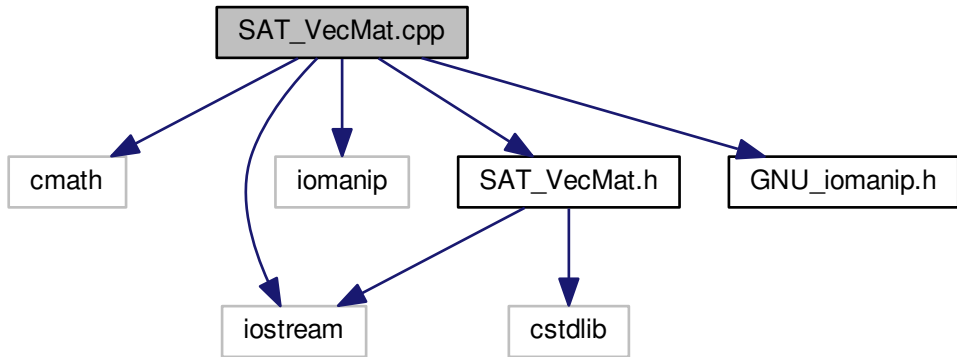 SAT_VecMat.cpp
cmath
iomanip
SAT_VecMat.h
GNU_iomanip.h
iostream
cstdlib